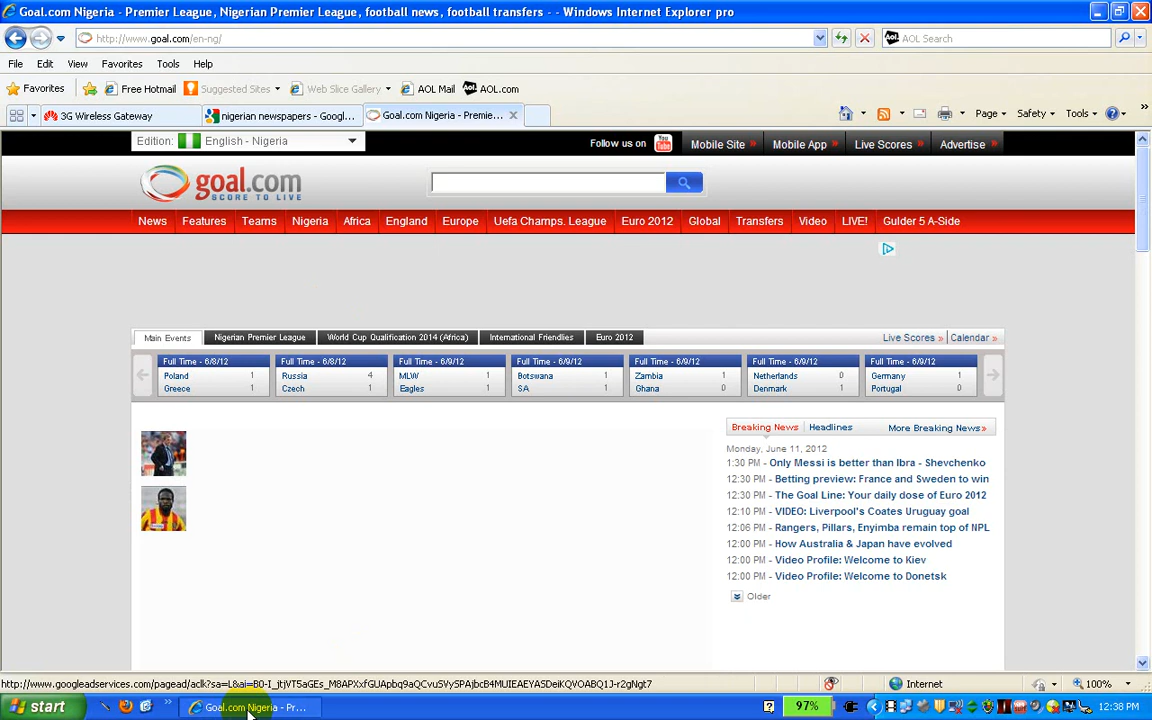 Goal.com Nigeria - Premier League, Nigerian Premier League, football news, football transfers - - Windows Internet Explorer pro
http://www.goal.com/en-ng/
AOL Search
File Edit View Favorites Tools Help
Favorites Free Hotmail Suggested Sites Web Slice Gallery AOL Mail AOL.com
3G Wireless Gateway nigerian newspapers - Googl... Goal.com Nigeria - Premie... Page Safety Tools
Edition: English - Nigeria Follow us on You Tube Mobile Site Mobile App Live Scores Advertise
goal.com
SCORE TO LIVE
News Features Teams Nigeria Africa England Europe Uefa Champs. League Euro 2012 Global Transfers Video LIVE! Gulder 5 A-Side
Main Events Nigerian Premier League World Cup Qualification 2014 (Africa) International Friendlies Euro 2012 Live Scores » Calendar »
Full Time - 6/8/12 Full Time - 6/8/12 Full Time - 6/9/12 Full Time - 6/9/12 Full Time - 6/9/12 Full Time - 6/9/12 Full Time - 6/9/12
Poland 1 Russia 4 MLW 1 Botswana 1 Zambia 1 Netherlands 0 Germany 1
Greece 1 Czech 1 Eagles 1 SA 1 Ghana 0 Denmark 1 Portugal 0
Breaking News Headlines More Breaking News»
Monday, June 11, 2012
1:30 PM - Only Messi is better than Ibra - Shevchenko
12:30 PM - Betting preview: France and Sweden to win
12:30 PM - The Goal Line: Your daily dose of Euro 2012
12:10 PM - VIDEO: Liverpool's Coates Uruguay goal
12:06 PM - Rangers, Pillars, Enyimba remain top of NPL
12:00 PM - How Australia & Japan have evolved
12:00 PM - Video Profile: Welcome to Kiev
12:00 PM - Video Profile: Welcome to Donetsk
Older
http://www.googleadservices.com/pagead/aclk?sa=L&ai=B0-I_jtjVT5aGEs_M8APXxfGUApbq9aQCvuSVySPAjbcB4MUIEAEYASDeiKQVOABQ1J-r2gNgt7 Internet 100%
start Goal.com Nigeria - Pr... 97% 12:38 PM